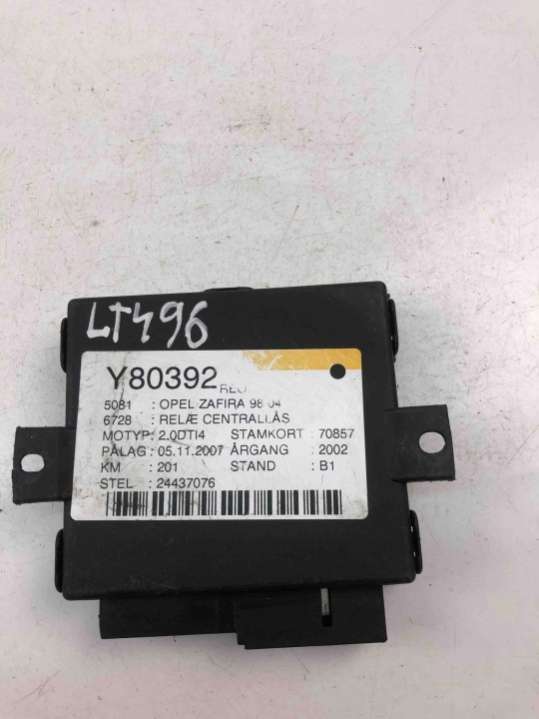 LT496
Y80392
5081 : OPEL ZAFIRA 98-04
6728 : RELÆ CENTRALLÅS
MOTYP: 2.0DTI4 STAMKORT : 70857
PÅLAG : 05.11.2007 ÅRGANG : 2002
KM : 201 STAND : B1
STEL : 24437076